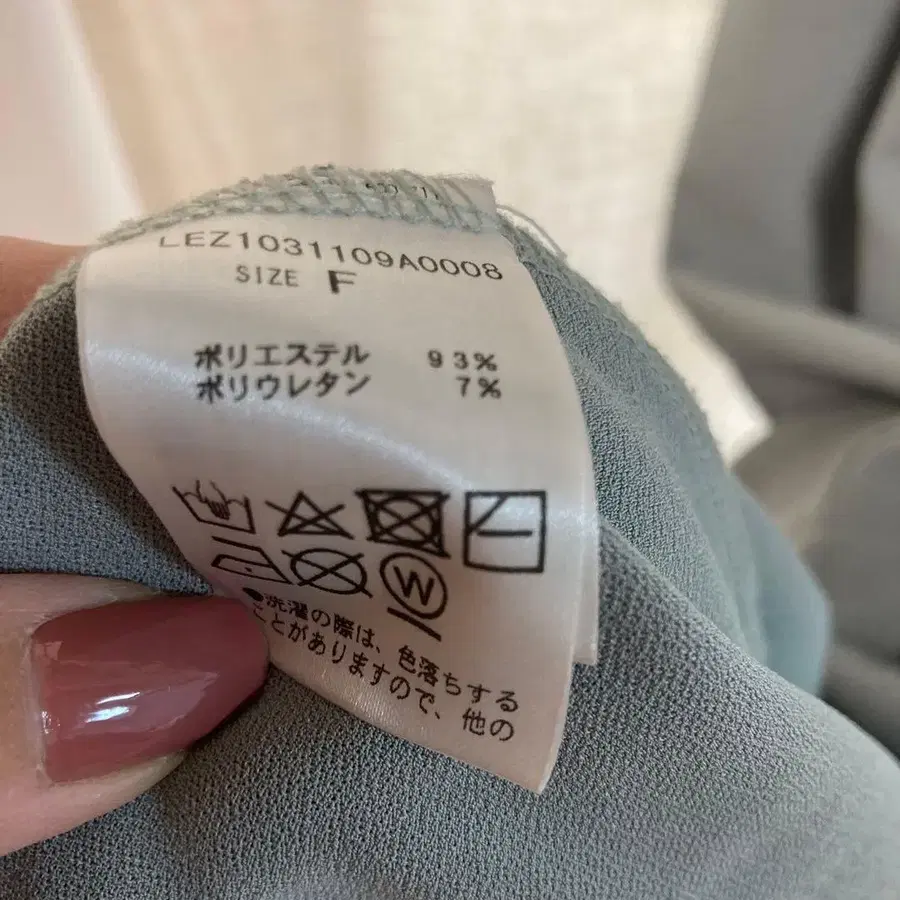 LEZ1031109A0008
SIZE F
ポリエステル 93%
ポリウレタン 7%
W
●洗濯の際は、色落ちする
ことがありますので、他の